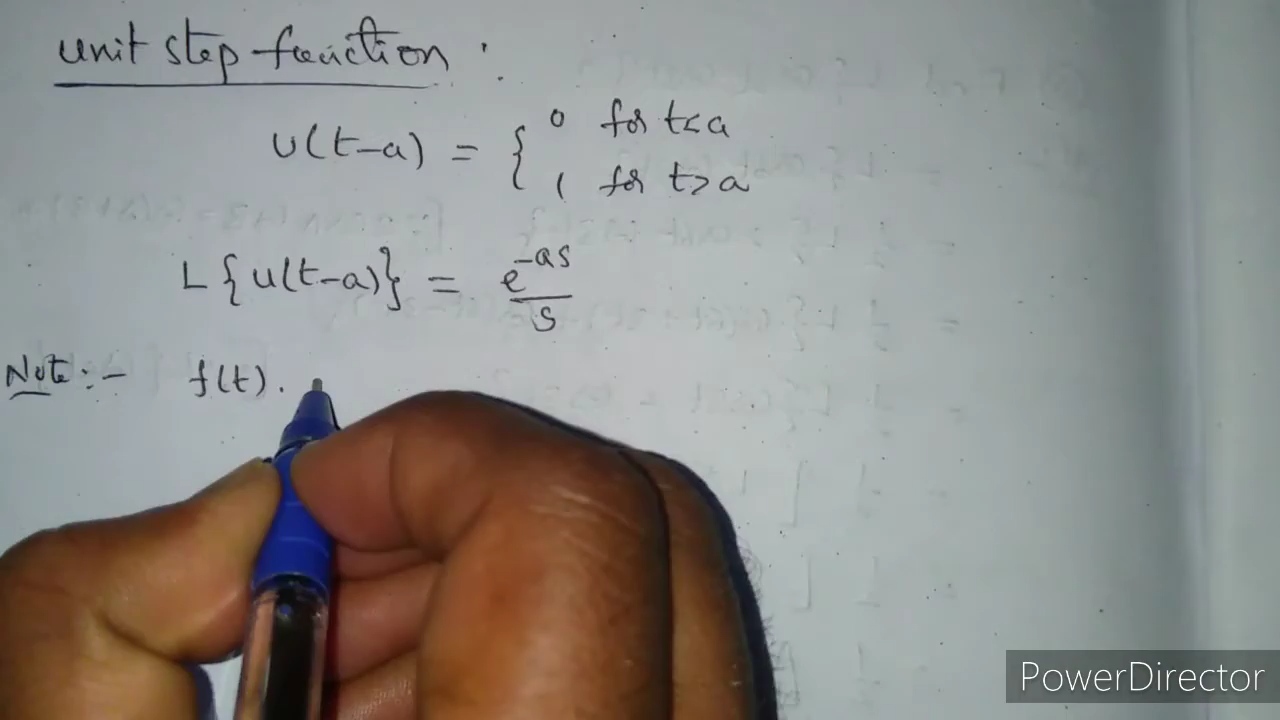 unit step function :
u(t-a) = { 0 for t<a
1 for t>a
L{u(t-a)} = e^{-as}/s
Note :- f(t).
PowerDirector